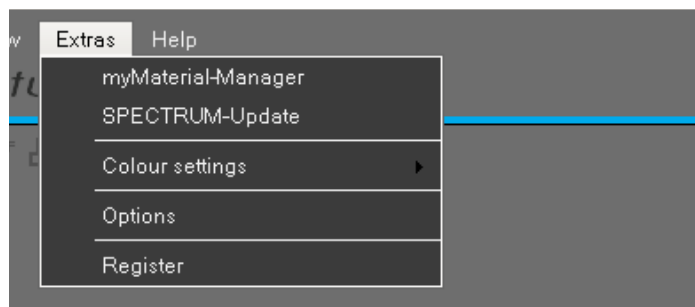 Extras Help
myMaterial-Manager
SPECTRUM-Update
Colour settings
Options
Register